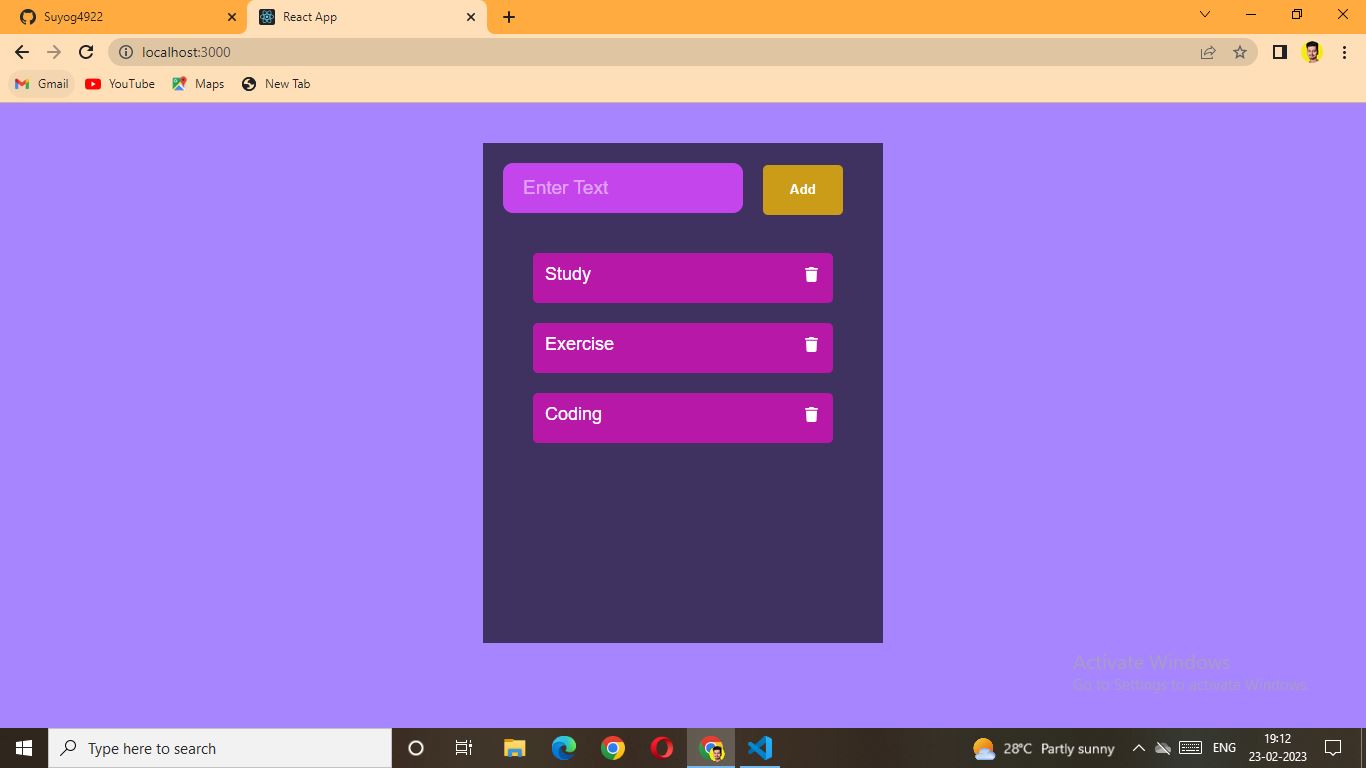 Suyog4922
React App
localhost:3000
Gmail
YouTube
Maps
New Tab
Enter Text
Add
Study
Exercise
Coding
Activate Windows
Go to Settings to activate Windows.
Type here to search
28°C Partly sunny
ENG
19:12
23-02-2023